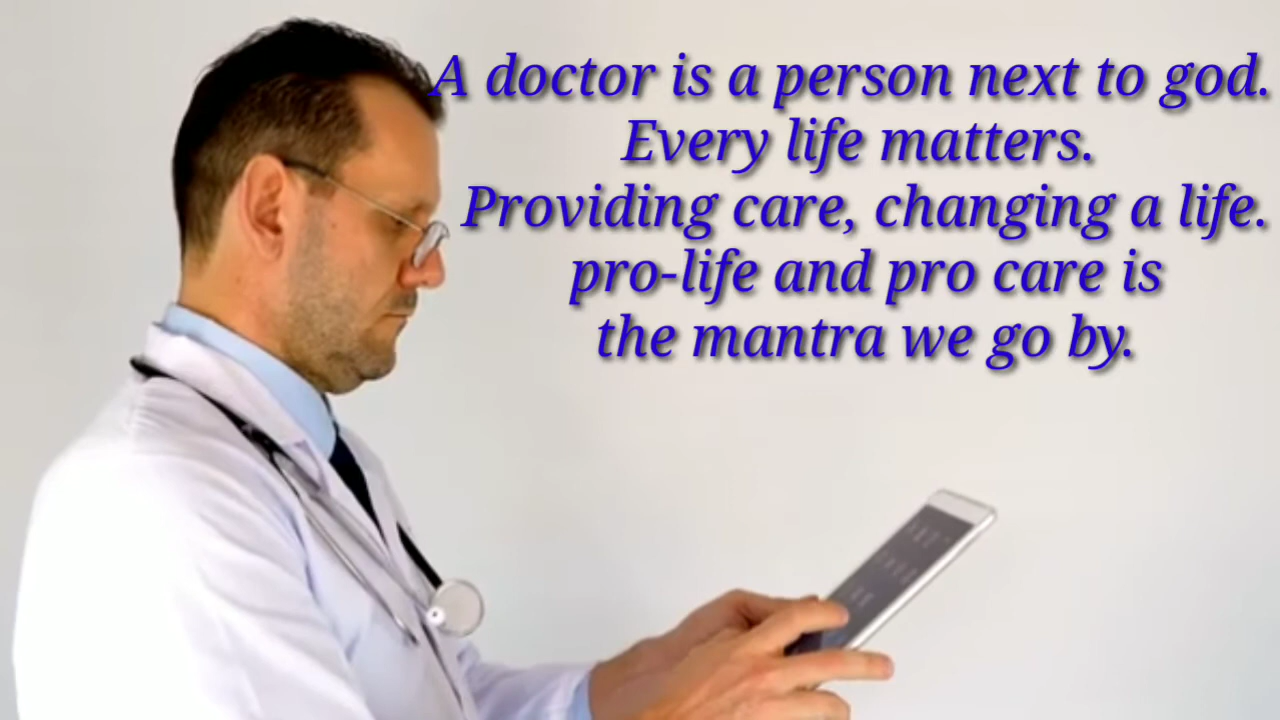 A doctor is a person next to god.
Every life matters.
Providing care, changing a life.
pro-life and pro care is
the mantra we go by.